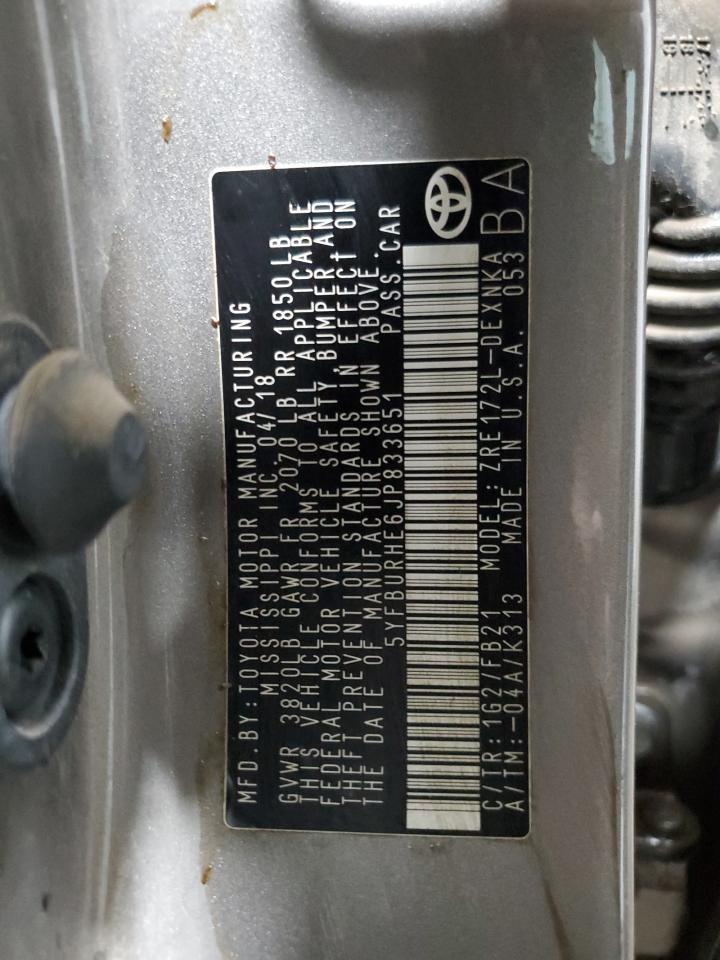 MFD.BY:TOYOTA MOTOR MANUFACTURING
MISSISSIPPI INC. 04/18
GVWR 3820LB GAWR FR 2070 LB RR 1850LB
THIS VEHICLE CONFORMS TO ALL APPLICABLE
FEDERAL MOTOR VEHICLE SAFETY,BUMPER,AND
THEFT PREVENTION STANDARDS IN EFFECT ON
THE DATE OF MANUFACTURE SHOWN ABOVE.
5YFBURHE6JP833651 PASS.CAR
C/TR:1G2/FB21 MODEL:ZRE172L-DEXNKA
A/TM:-04A/K313 MADE IN U.S.A. 053
BA